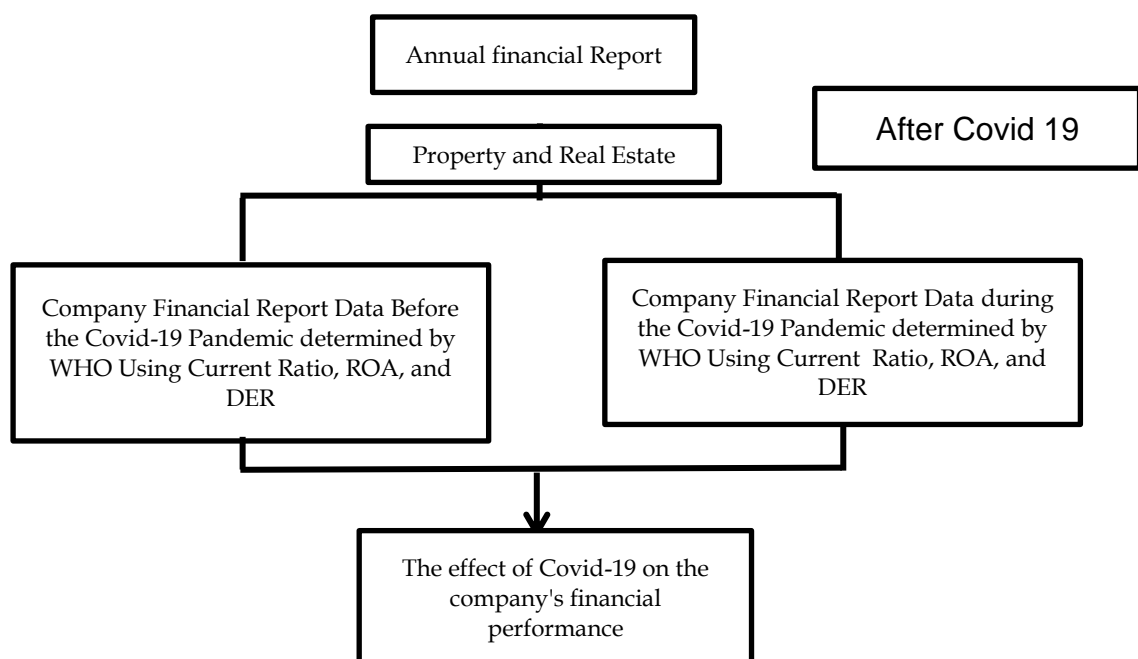 Annual financial Report
After Covid 19
Property and Real Estate
Company Financial Report Data Before
the Covid-19 Pandemic determined by
WHO Using Current Ratio, ROA, and
DER
Company Financial Report Data during
the Covid-19 Pandemic determined by
WHO Using Current Ratio, ROA, and
DER
The effect of Covid-19 on the
company's financial
performance